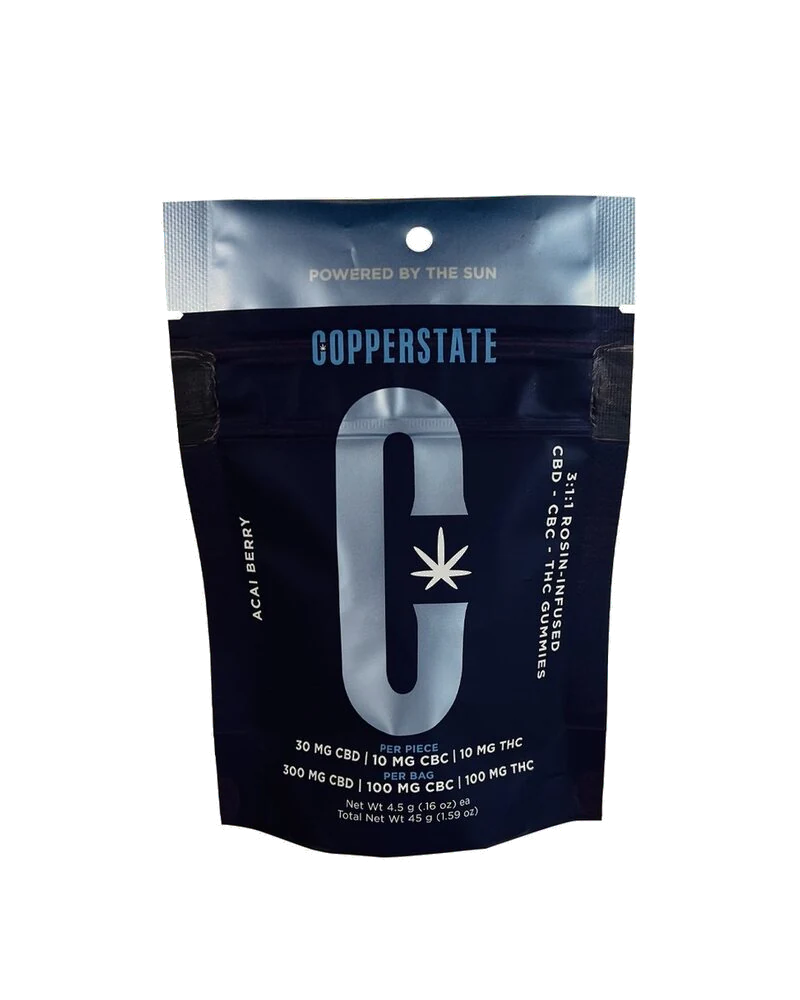 POWERED BY THE SUN
COPPERSTATE
C
ACAI BERRY
3:1:1 ROSIN-INFUSED
CBD - CBC - THC GUMMIES
PER PIECE
30 MG CBD | 10 MG CBC | 10 MG THC
PER BAG
300 MG CBD | 100 MG CBC | 100 MG THC
Net Wt 4.5 g (.16 oz) ea
Total Net Wt 45 g (1.59 oz)